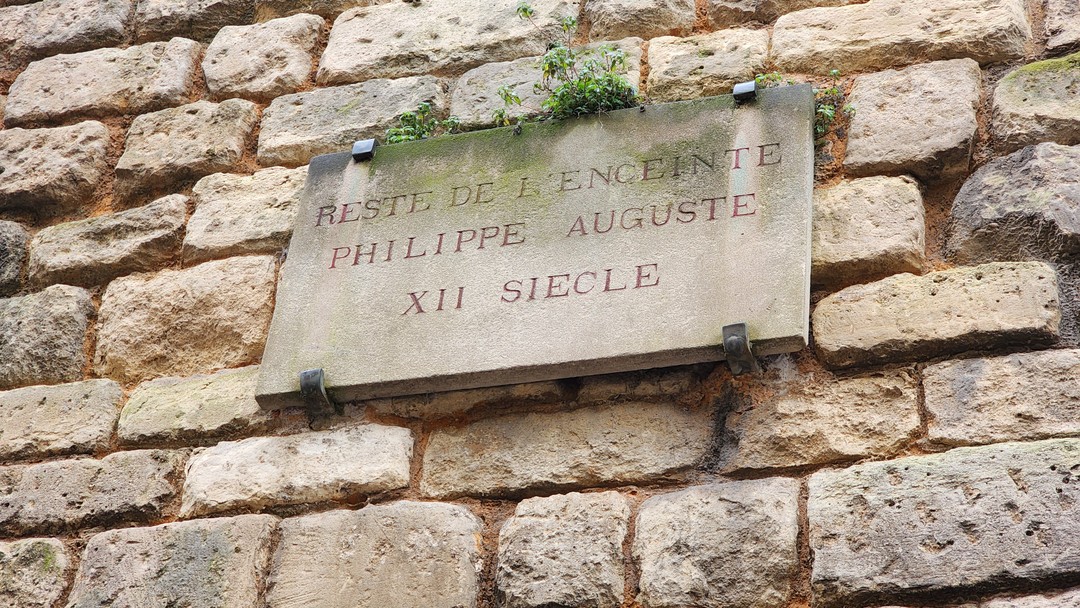 RESTE DE L'ENCEINTE
PHILIPPE AUGUSTE
XII SIECLE